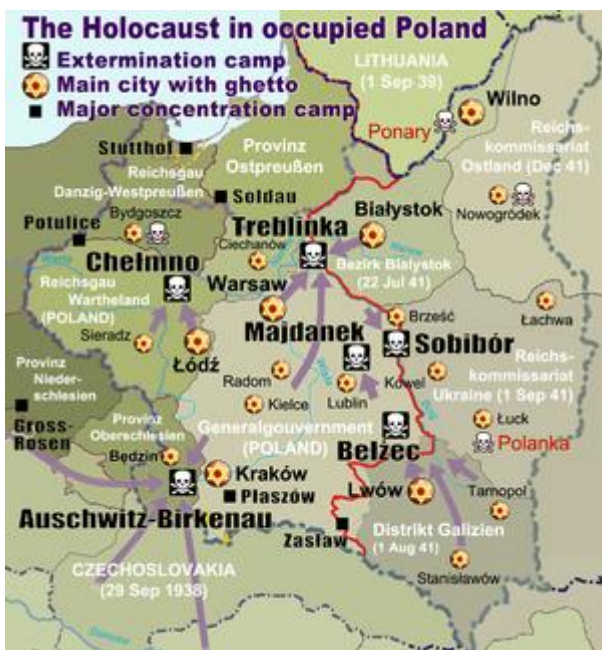 The Holocaust in occupied Poland
Extermination camp
Main city with ghetto
Major concentration camp
LITHUANIA
(1 Sep 39)
Wilno
Ponary
Stutthof
Provinz
Ostpreußen
Reichs-
kommissariat
Ostland (Dec 41)
Reichsgau
Danzig-Westpreußen
Soldau
Nowogródek
Potulice
Bydgoszcz
Treblinka
Białystok
Ciechanów
Chełmno
Bezirk Bialystok
(22 Jul 41)
Reichsgau
Wartheland
(POLAND)
Warsaw
Brześć
Łachwa
Majdanek
Sobibór
Sieradz
Łódź
Provinz
Nieder-
schlesien
Radom
Kowel
Reichs-
kommissariat
Ukraine (1 Sep 41)
Kielce
Lublin
Gross-
Rosen
Provinz
Oberschlesien
Generalgouvernment
(POLAND)
Łuck
Polanka
Będzin
Bełżec
Kraków
Płaszów
Lwów
Tarnopol
Auschwitz-Birkenau
Zasław
Distrikt Galizien
(1 Aug 41)
CZECHOSLOVAKIA
(29 Sep 1938)
Stanisławów